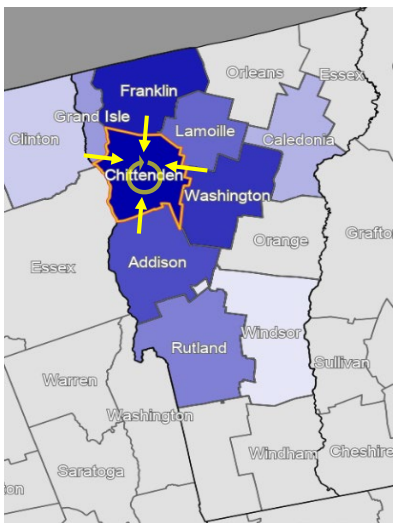 Orleans
Essex
Franklin
Grand Isle
Lamoille
Clinton
Caledonia
Chittenden
Washington
Orange
Grafton
Addison
Essex
Windsor
Rutland
Sullivan
Warren
Washington
Windham
Cheshire
Saratoga
ton